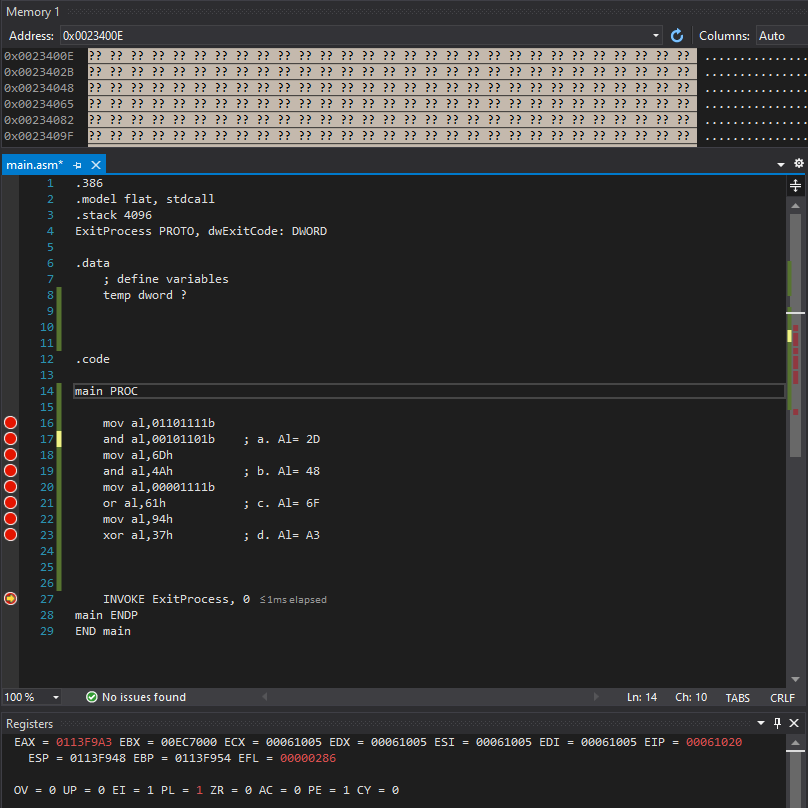 Memory 1
Address: 0x0023400E Columns: Auto
0x0023400E ?? ?? ?? ?? ?? ?? ?? ?? ?? ?? ?? ?? ?? ?? ?? ?? ?? ?? ?? ?? ?? ?? ?? ?? ?? ?? ?? ?? ?? ...............
0x0023402B ?? ?? ?? ?? ?? ?? ?? ?? ?? ?? ?? ?? ?? ?? ?? ?? ?? ?? ?? ?? ?? ?? ?? ?? ?? ?? ?? ?? ?? ...............
0x00234048 ?? ?? ?? ?? ?? ?? ?? ?? ?? ?? ?? ?? ?? ?? ?? ?? ?? ?? ?? ?? ?? ?? ?? ?? ?? ?? ?? ?? ?? ...............
0x00234065 ?? ?? ?? ?? ?? ?? ?? ?? ?? ?? ?? ?? ?? ?? ?? ?? ?? ?? ?? ?? ?? ?? ?? ?? ?? ?? ?? ?? ?? ...............
0x00234082 ?? ?? ?? ?? ?? ?? ?? ?? ?? ?? ?? ?? ?? ?? ?? ?? ?? ?? ?? ?? ?? ?? ?? ?? ?? ?? ?? ?? ?? ...............
0x0023409F ?? ?? ?? ?? ?? ?? ?? ?? ?? ?? ?? ?? ?? ?? ?? ?? ?? ?? ?? ?? ?? ?? ?? ?? ?? ?? ?? ?? ?? ...............
main.asm*
1 .386
2 .model flat, stdcall
3 .stack 4096
4 ExitProcess PROTO, dwExitCode: DWORD
5
6 .data
7 ; define variables
8 temp dword ?
9
10
11
12 .code
13
14 main PROC
15
16 mov al,01101111b
17 and al,00101101b ; a. Al= 2D
18 mov al,6Dh
19 and al,4Ah ; b. Al= 48
20 mov al,00001111b
21 or al,61h ; c. Al= 6F
22 mov al,94h
23 xor al,37h ; d. Al= A3
24
25
26
27 INVOKE ExitProcess, 0 ≤1ms elapsed
28 main ENDP
29 END main
100 % No issues found Ln: 14 Ch: 10 TABS CRLF
Registers
EAX = 0113F9A3 EBX = 00EC7000 ECX = 00061005 EDX = 00061005 ESI = 00061005 EDI = 00061005 EIP = 00061020
ESP = 0113F948 EBP = 0113F954 EFL = 00000286
OV = 0 UP = 0 EI = 1 PL = 1 ZR = 0 AC = 0 PE = 1 CY = 0